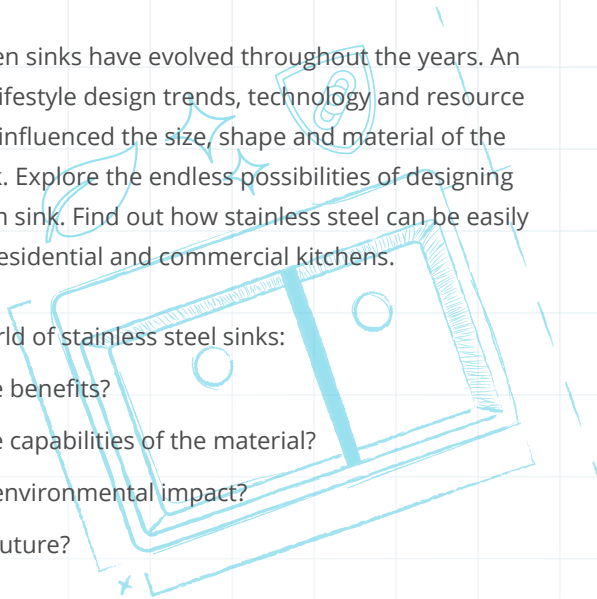 en sinks have evolved throughout the years. An
ifestyle design trends, technology and resource
influenced the size, shape and material of the
. Explore the endless possibilities of designing
n sink. Find out how stainless steel can be easily
esidential and commercial kitchens.
rld of stainless steel sinks:
e benefits?
e capabilities of the material?
environmental impact?
uture?